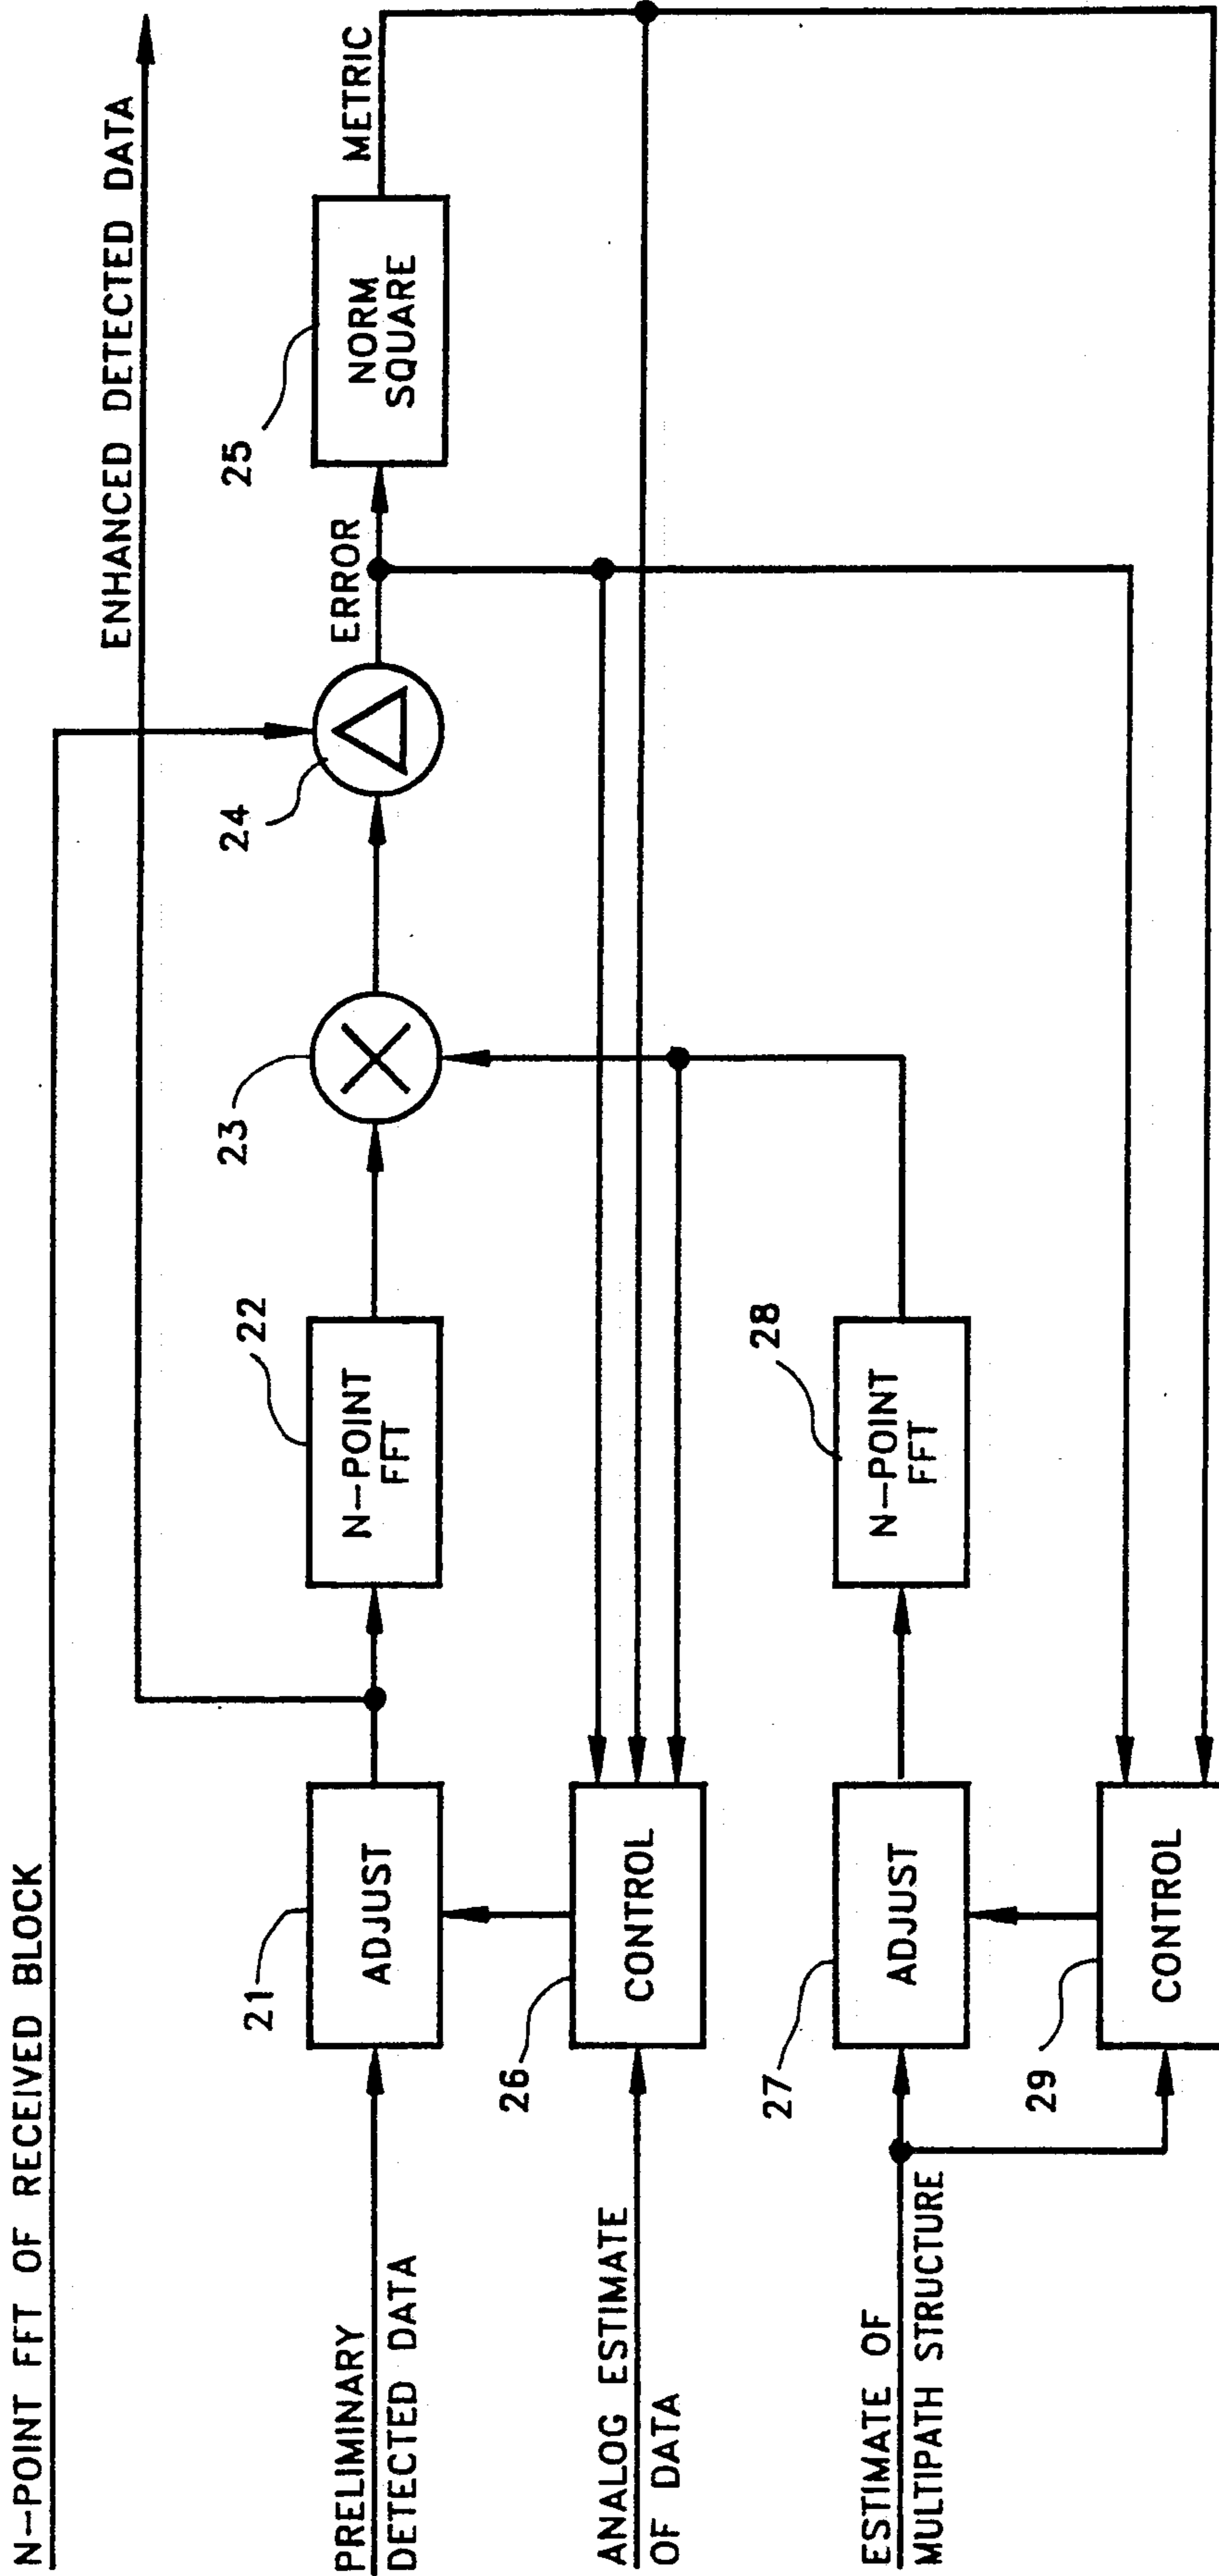 N-POINT FFT OF RECEIVED BLOCK
ENHANCED DETECTED DATA
PRELIMINARY
DETECTED DATA
21
ADJUST
22
N-POINT
FFT
23
24
ERROR
25
NORM
SQUARE
METRIC
ANALOG ESTIMATE
OF DATA
26
CONTROL
ESTIMATE OF
MULTIPATH STRUCTURE
27
ADJUST
28
N-POINT
FFT
29
CONTROL